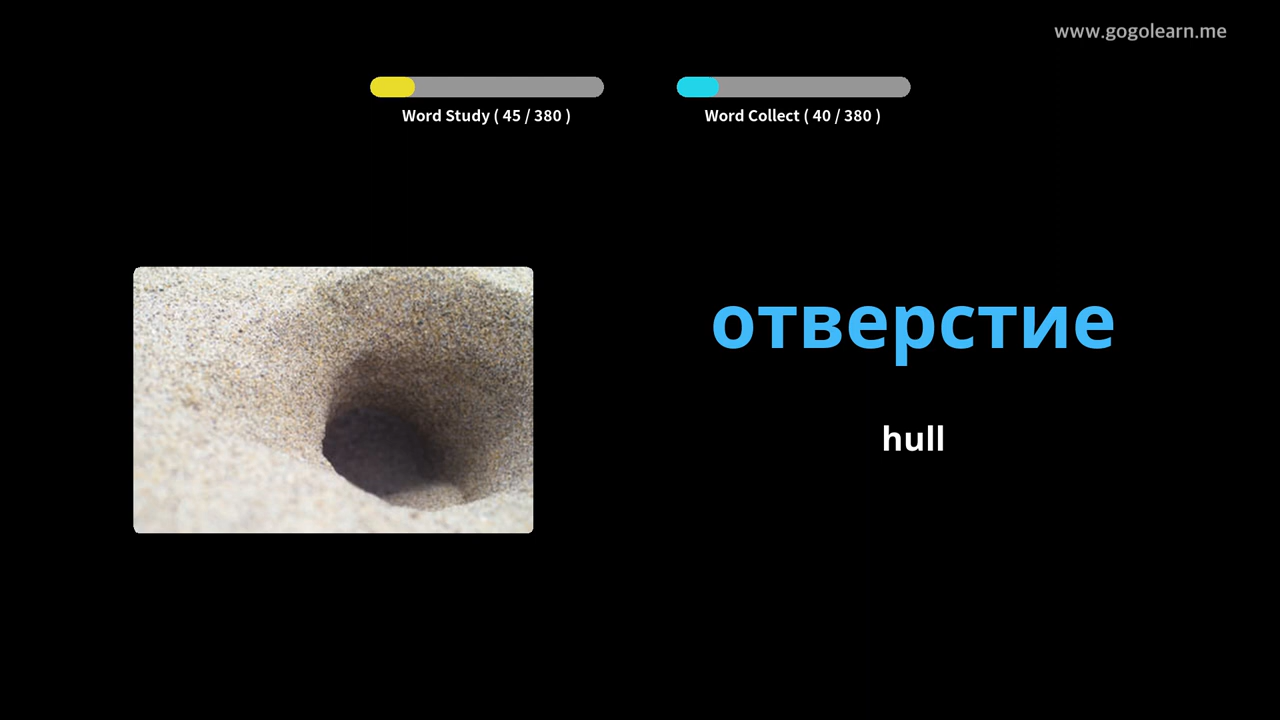 www.gogolearn.me
Word Study ( 45 / 380 )
Word Collect ( 40 / 380 )
отверстие
hull